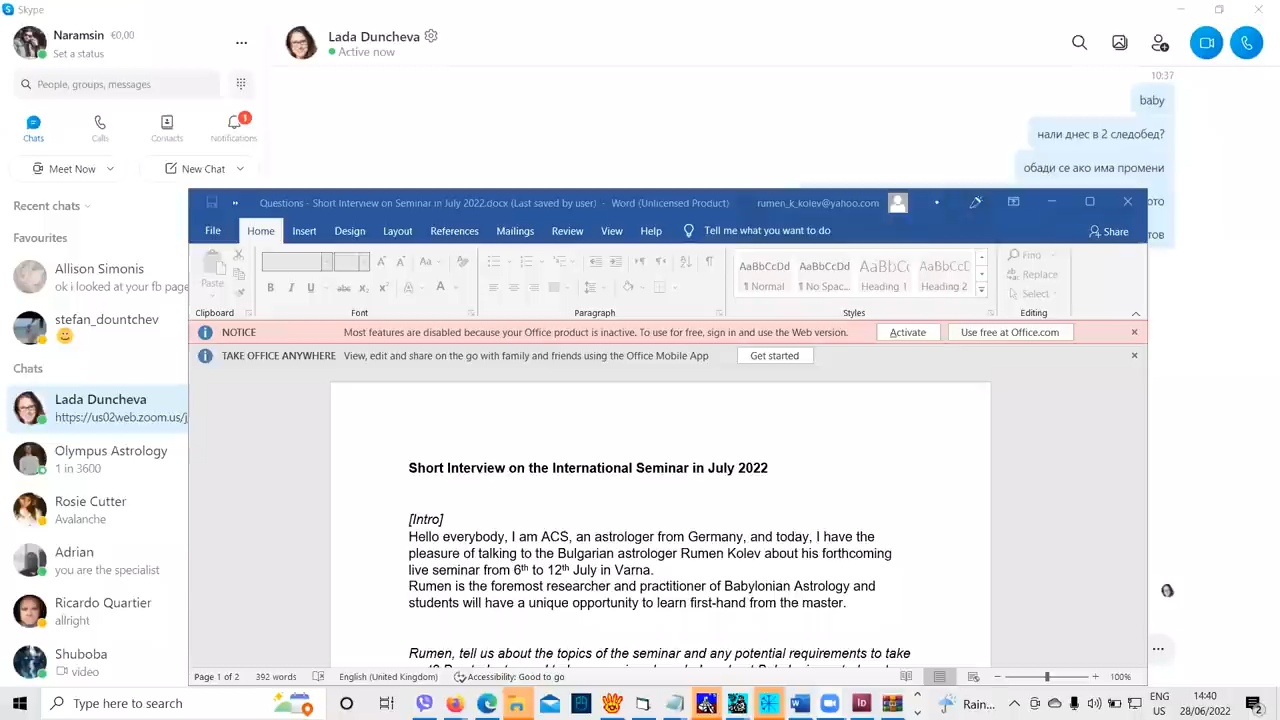 Skype
Naramsin €0,00
Set a status
Lada Duncheva
Active now
People, groups, messages
Chats
Calls
Contacts
Notifications
1
Meet Now
New Chat
Recent chats
Favourites
Allison Simonis
ok i looked at your fb page
stefan_dountchev
Chats
Lada Duncheva
https://us02web.zoom.us/j
Olympus Astrology
1 in 3600
Rosie Cutter
Avalanche
Adrian
you are the specialist
Ricardo Quartier
allright
Shuboba
video
10:37
baby
нали днес в 2 следобед?
обади се ако има промени
ото
тов
Questions - Short Interview on Seminar in July 2022.docx (Last saved by user) - Word (Unlicensed Product)
rumen_k_kolev@yahoo.com
File Home Insert Design Layout References Mailings Review View Help Tell me what you want to do Share
Paste
B I U abc x₂ x² A A
Aa
AaBbCcDd AaBbCcDd AaBbCc AaBbCcC
¶ Normal ¶ No Spac... Heading 1 Heading 2
Find
Replace
Select
Clipboard Font Paragraph Styles Editing
NOTICE Most features are disabled because your Office product is inactive. To use for free, sign in and use the Web version. Activate Use free at Office.com
TAKE OFFICE ANYWHERE View, edit and share on the go with family and friends using the Office Mobile App Get started
Short Interview on the International Seminar in July 2022
[Intro]
Hello everybody, I am ACS, an astrologer from Germany, and today, I have the
pleasure of talking to the Bulgarian astrologer Rumen Kolev about his forthcoming
live seminar from 6th to 12th July in Varna.
Rumen is the foremost researcher and practitioner of Babylonian Astrology and
students will have a unique opportunity to learn first-hand from the master.
Rumen, tell us about the topics of the seminar and any potential requirements to take
Page 1 of 2 392 words English (United Kingdom) Accessibility: Good to go 100%
Type here to search
Rain...
ENG
US
14:40
28/06/2022
2